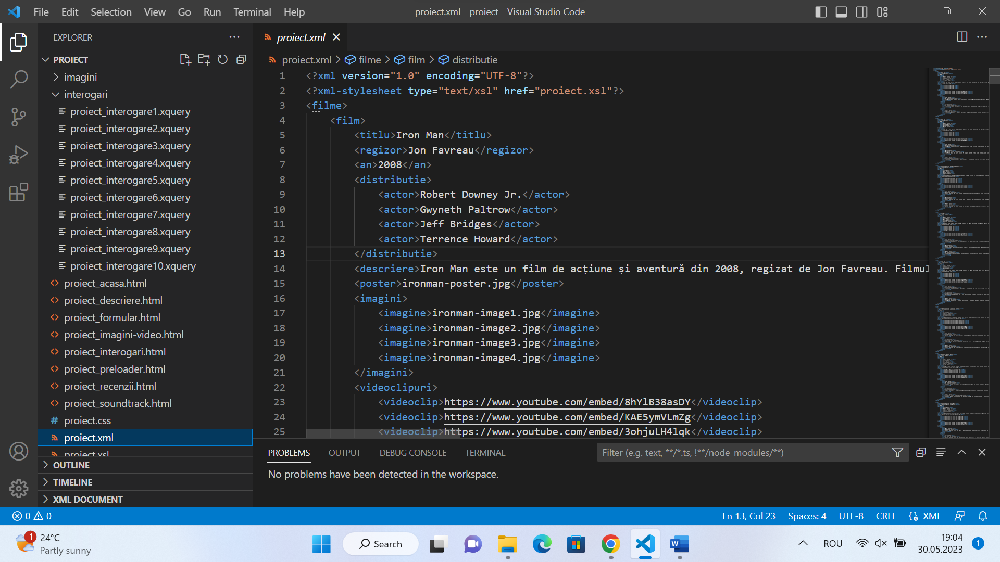 File Edit Selection View Go Run Terminal Help
proiect.xml - proiect - Visual Studio Code
EXPLORER
PROIECT
imagini
interogari
proiect_interogare1.xquery
proiect_interogare2.xquery
proiect_interogare3.xquery
proiect_interogare4.xquery
proiect_interogare5.xquery
proiect_interogare6.xquery
proiect_interogare7.xquery
proiect_interogare8.xquery
proiect_interogare9.xquery
proiect_interogare10.xquery
proiect_acasa.html
proiect_descriere.html
proiect_formular.html
proiect_imagini-video.html
proiect_interogari.html
proiect_preloader.html
proiect_recenzii.html
proiect_soundtrack.html
proiect.css
proiect.xml
proiect.xsl
OUTLINE
TIMELINE
XML DOCUMENT
proiect.xml
proiect.xml > filme > film > distributie
1 <?xml version="1.0" encoding="UTF-8"?>
2 <?xml-stylesheet type="text/xsl" href="proiect.xsl"?>
3 <filme>
4 <film>
5 <titlu>Iron Man</titlu>
6 <regizor>Jon Favreau</regizor>
7 <an>2008</an>
8 <distributie>
9 <actor>Robert Downey Jr.</actor>
10 <actor>Gwyneth Paltrow</actor>
11 <actor>Jeff Bridges</actor>
12 <actor>Terrence Howard</actor>
13 </distributie>
14 <descriere>Iron Man este un film de acțiune și aventură din 2008, regizat de Jon Favreau. Filmul
15 <poster>ironman-poster.jpg</poster>
16 <imagini>
17 <imagine>ironman-image1.jpg</imagine>
18 <imagine>ironman-image2.jpg</imagine>
19 <imagine>ironman-image3.jpg</imagine>
20 <imagine>ironman-image4.jpg</imagine>
21 </imagini>
22 <videoclipuri>
23 <videoclip>https://www.youtube.com/embed/8hYlB38asDY</videoclip>
24 <videoclip>https://www.youtube.com/embed/KAE5ymVLmZg</videoclip>
25 <videoclip>https://www.youtube.com/embed/3ohjuLH4lqk</videoclip>
PROBLEMS OUTPUT DEBUG CONSOLE TERMINAL
Filter (e.g. text, **/*.ts, !**/node_modules/**)
No problems have been detected in the workspace.
0 0
Ln 13, Col 23 Spaces: 4 UTF-8 CRLF XML
1
24°C
Partly sunny
Search
ROU
19:04
30.05.2023
1